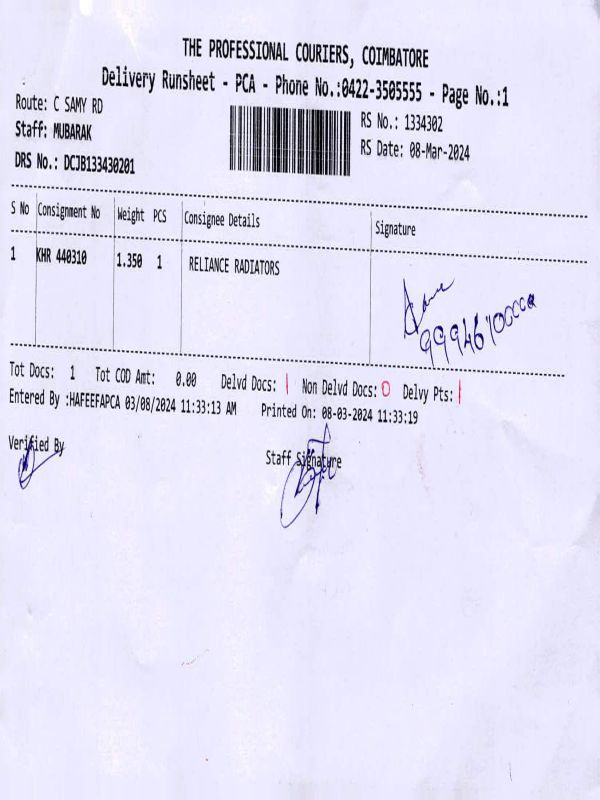 THE PROFESSIONAL COURIERS, COIMBATORE
Delivery Runsheet - PCA - Phone No.:0422-3505555 - Page No.:1
Route: C SAMY RD
RS No.: 1334302
Staff: MUBARAK
RS Date: 08-Mar-2024
DRS No.: DCJB133430201
S No Consignment No Weight PCS Consignee Details Signature
1 KHR 440310 1.350 1 RELIANCE RADIATORS
Tot Docs: 1 Tot COD Amt: 0.00 Delvd Docs: | Non Delvd Docs: 0 Delvy Pts: |
Entered By :HAFEEFAPCA 03/08/2024 11:33:13 AM Printed On: 08-03-2024 11:33:19
Verified By
Staff Signature